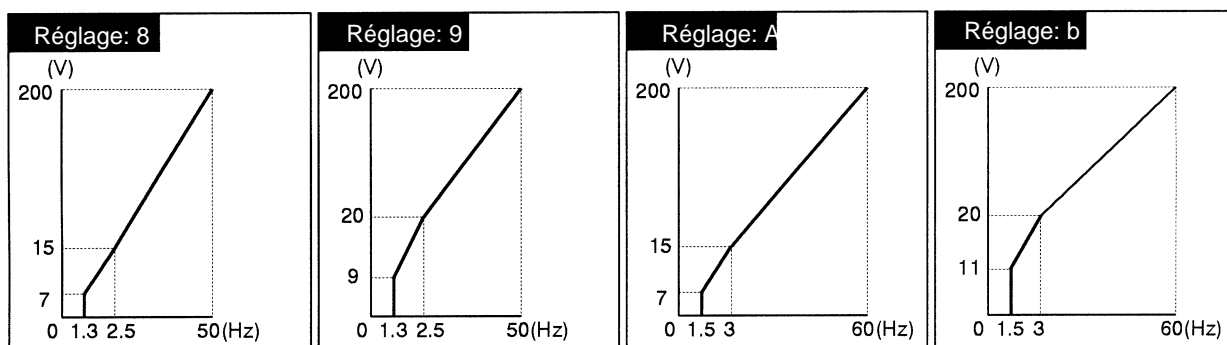 Réglage: 8
(V)
200
15
7
0 1.3 2.5 50(Hz)
Réglage: 9
(V)
200
20
9
0 1.3 2.5 50(Hz)
Réglage: A
(V)
200
15
7
0 1.5 3 60(Hz)
Réglage: b
(V)
200
20
11
0 1.5 3 60(Hz)